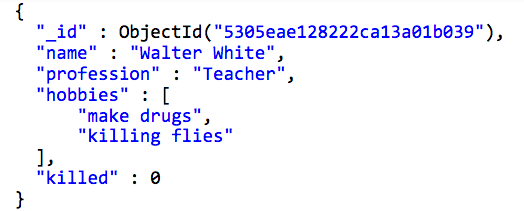 {
"_id" : ObjectId("5305eae128222ca13a01b039"),
"name" : "Walter White",
"profession" : "Teacher",
"hobbies" : [
"make drugs",
"killing flies"
],
"killed" : 0
}